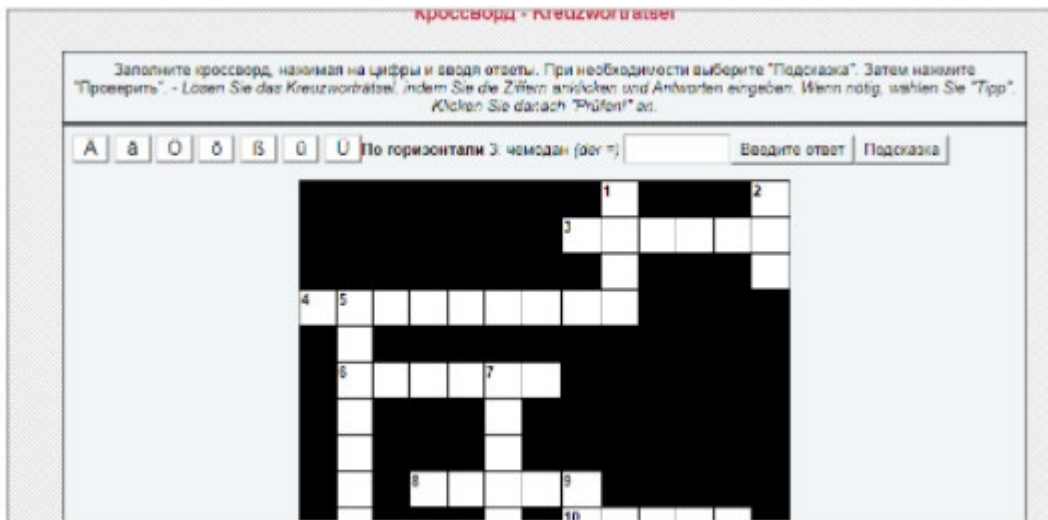 Кроссворд - Kreuzworträtsel
Заполните кроссворд, нажимая на цифры и вводя ответы. При необходимости выберите "Подсказка". Затем нажмите
"Проверить". - Lösen Sie das Kreuzworträtsel, indem Sie die Ziffern anklicken und Antworten eingeben. Wenn nötig, wählen Sie "Tipp".
Klicken Sie danach "Prüfen!" an.
Ä ä Ö ö ß ü Ü По горизонтали 3: чемодан (der =) Введите ответ Подсказка
1 2
3
4 5
6 7
8 9
10